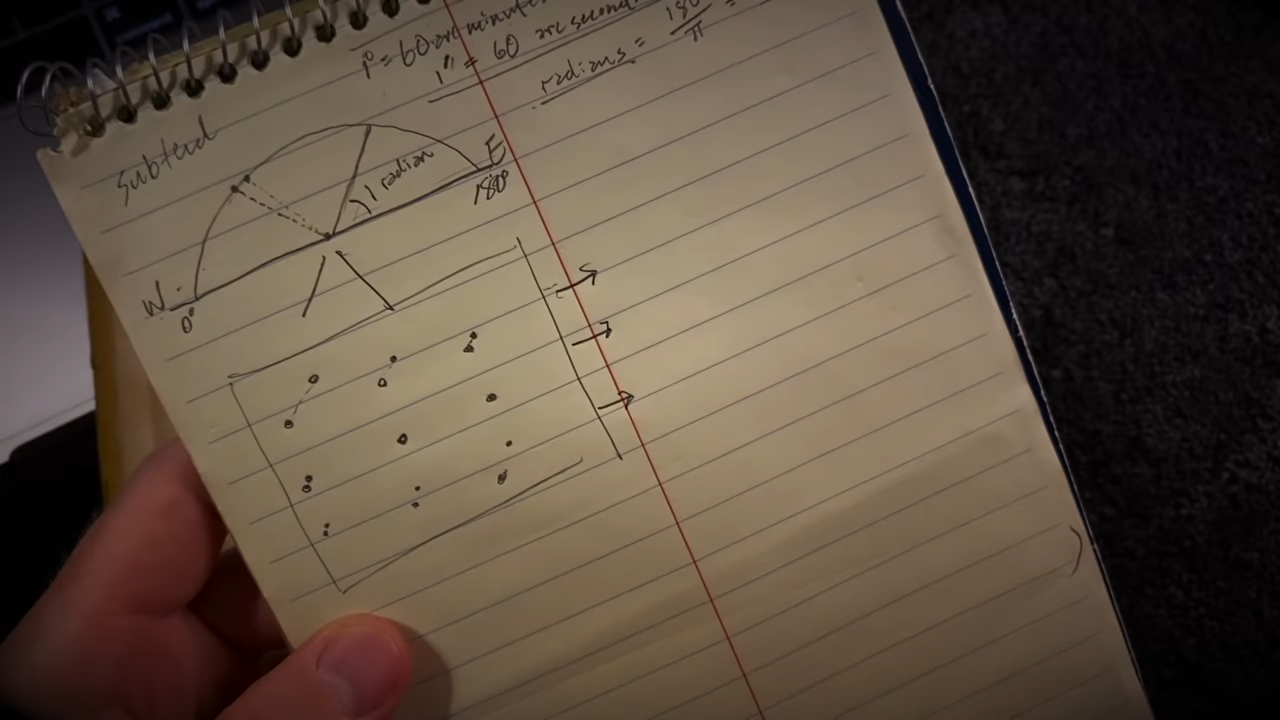 1° = 60 arc minutes
1" = 60 arc seconds
radians = 180/π =
Subtend
1 radian
E
180°
W
0°